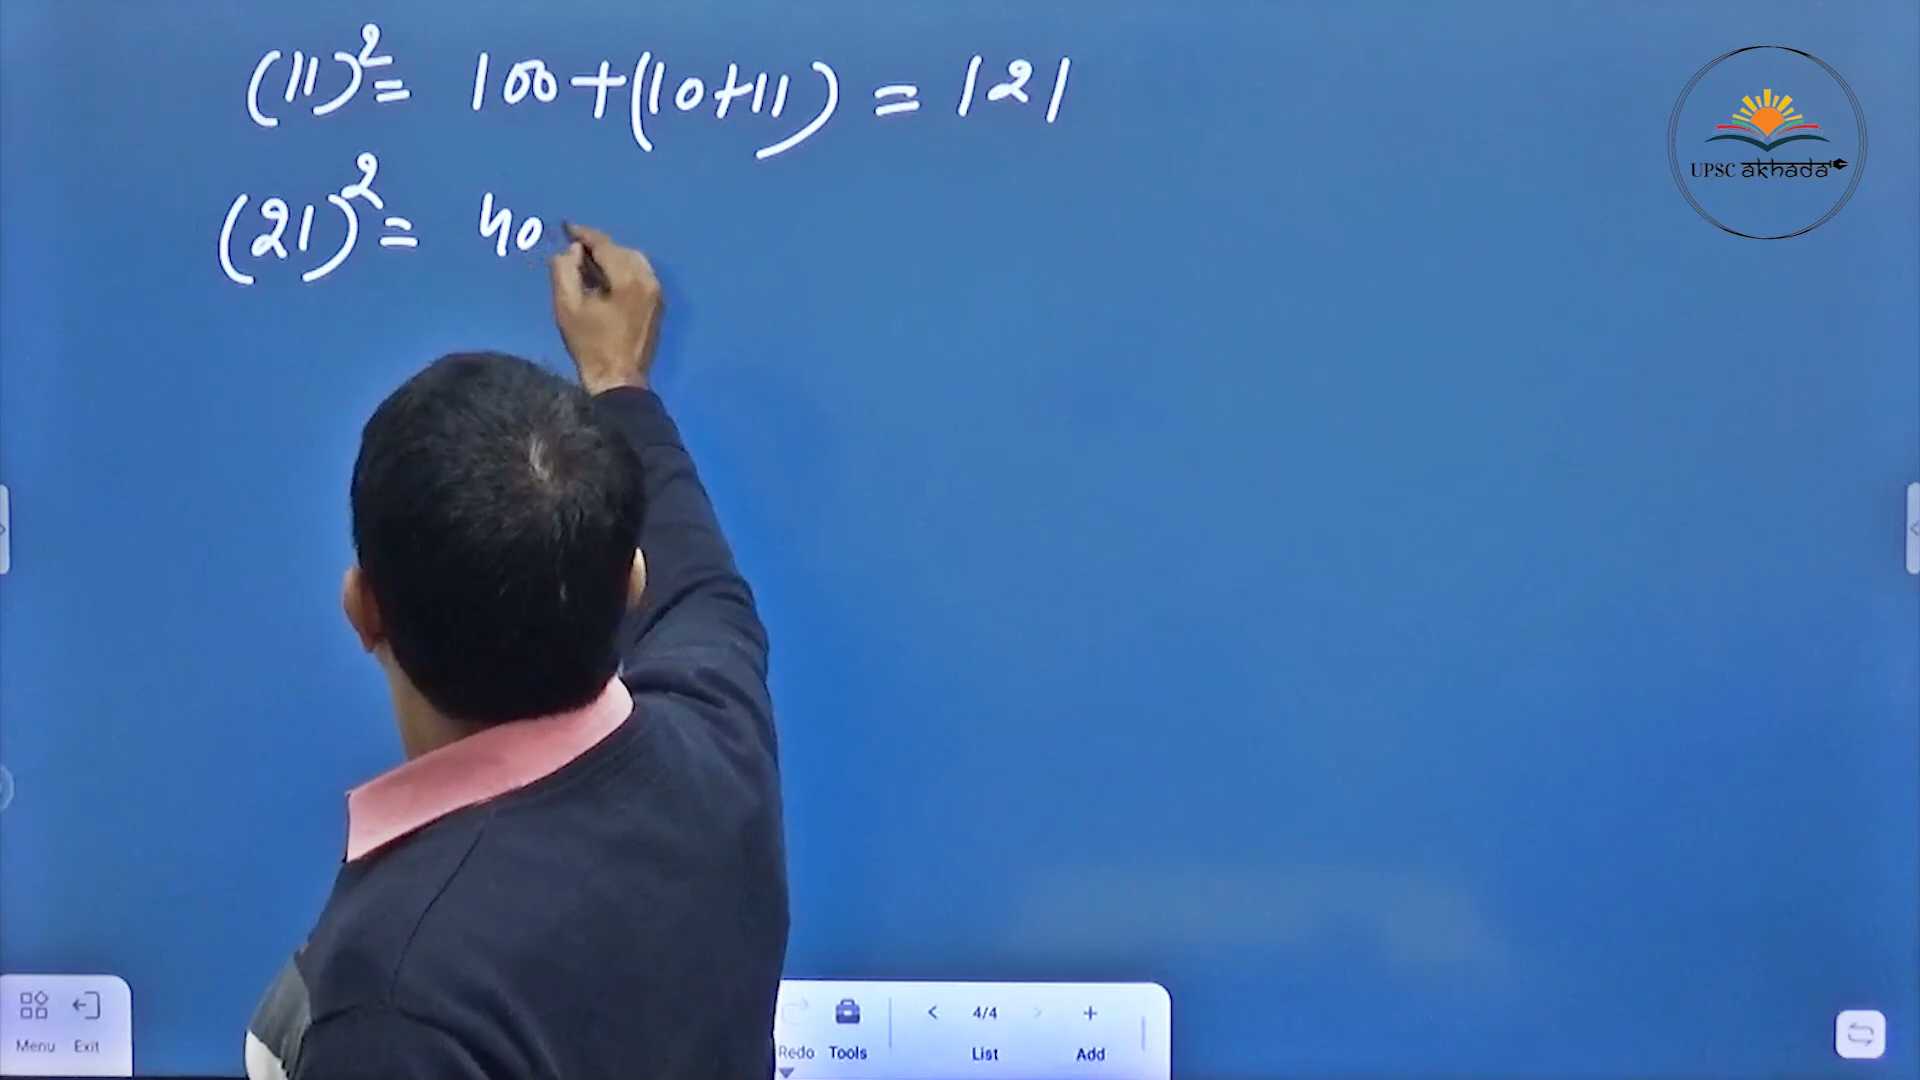 (11)² = 100+(10+11) = 121
(21)² = 40
UPSC akhada
Menu Exit
Redo Tools
< 4/4 > +
List Add